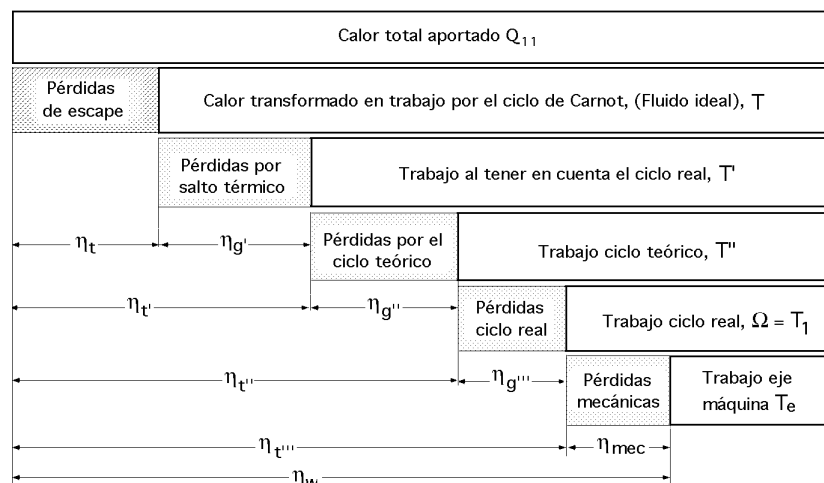 Calor total aportado Q11
Pérdidas
de escape
Calor transformado en trabajo por el ciclo de Carnot, (Fluido ideal), T
Pérdidas por
salto térmico
Trabajo al tener en cuenta el ciclo real, T'
ηt
ηg'
Pérdidas por el
ciclo teórico
Trabajo ciclo teórico, T''
ηt'
ηg''
Pérdidas
ciclo real
Trabajo ciclo real, Ω = T1
ηt''
ηg'''
Pérdidas
mecánicas
Trabajo eje
máquina Te
ηt'''
ηmec
ηw